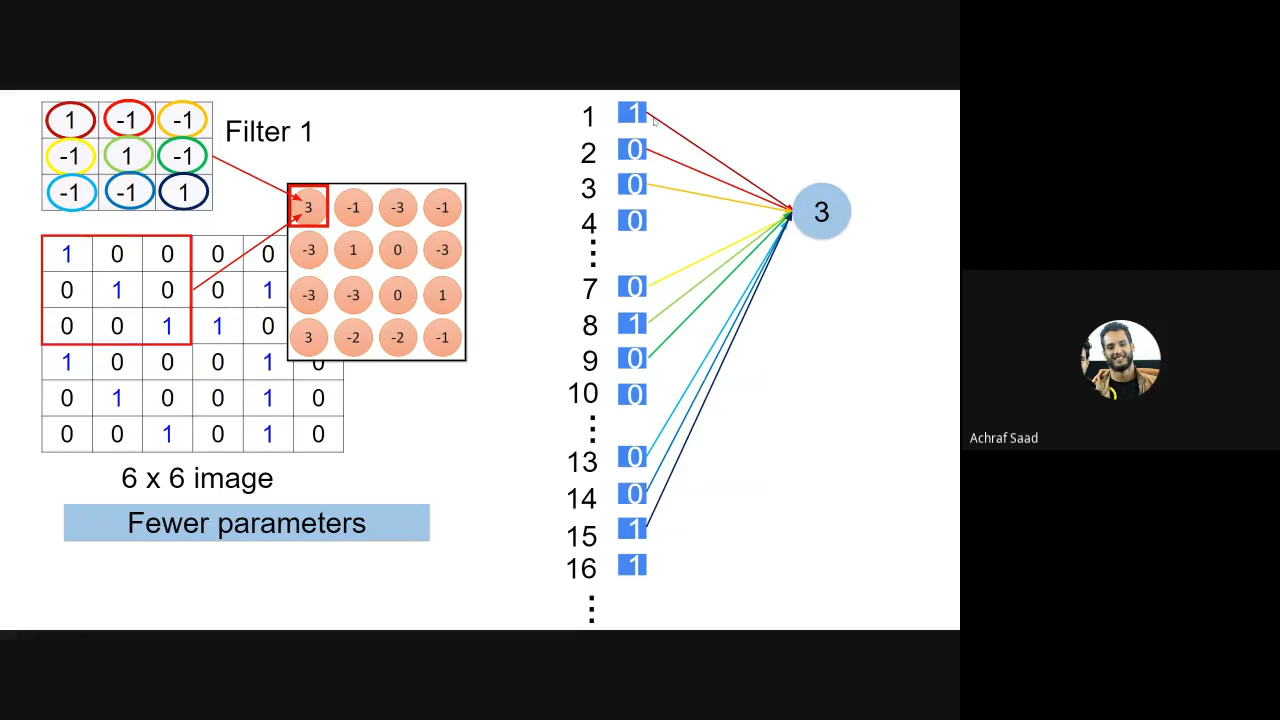 1 -1 -1
-1 1 -1
-1 -1 1
Filter 1
3 -1 -3 -1
-3 1 0 -3
-3 -3 0 1
3 -2 -2 -1
1 0 0 0 0
0 1 0 0 1
0 0 1 1 0
1 0 0 0 1 0
0 1 0 0 1 0
0 0 1 0 1 0
6 x 6 image
Fewer parameters
1 1
2 0
3 0
4 0
⋮
7 0
8 1
9 0
10 0
⋮
13 0
14 0
15 1
16 1
⋮
3
Achraf Saad